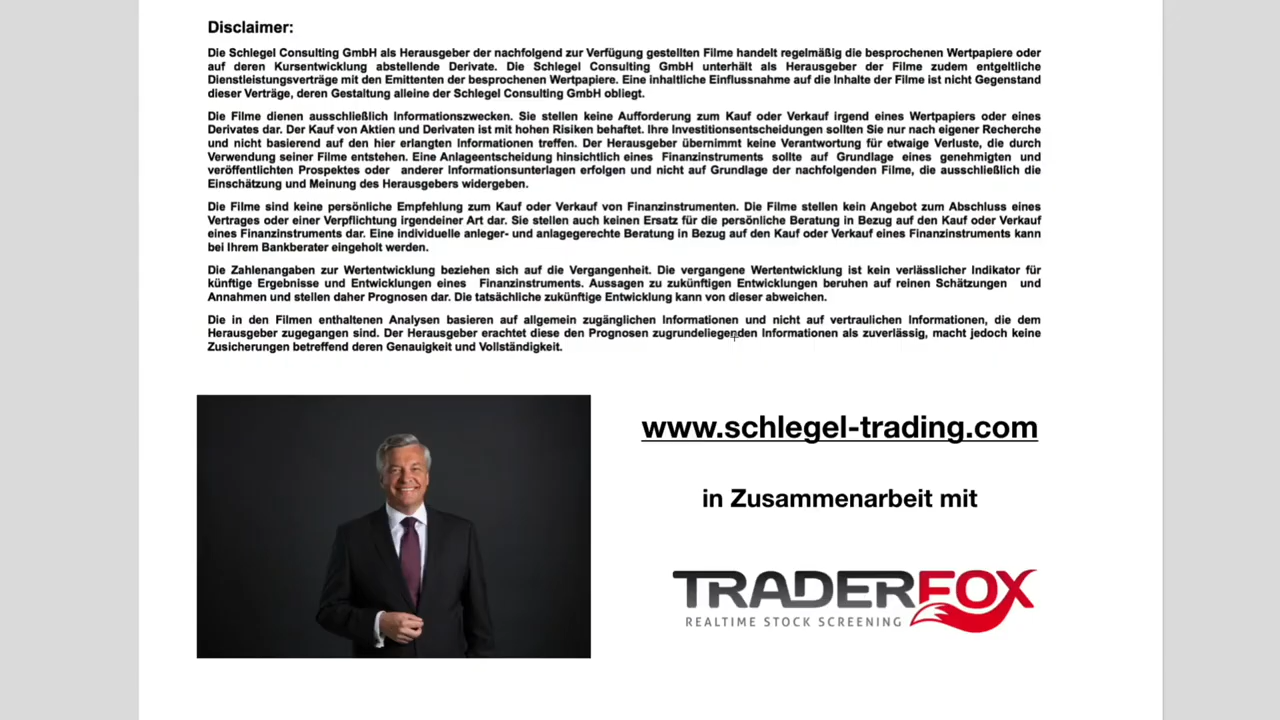 Disclaimer:
Die Schlegel Consulting GmbH als Herausgeber der nachfolgend zur Verfügung gestellten Filme handelt regelmäßig die besprochenen Wertpapiere oder
auf deren Kursentwicklung abstellende Derivate. Die Schlegel Consulting GmbH unterhält als Herausgeber der Filme zudem entgeltliche
Dienstleistungsverträge mit den Emittenten der besprochenen Wertpapiere. Eine inhaltliche Einflussnahme auf die Inhalte der Filme ist nicht Gegenstand
dieser Verträge, deren Gestaltung alleine der Schlegel Consulting GmbH obliegt.
Die Filme dienen ausschließlich Informationszwecken. Sie stellen keine Aufforderung zum Kauf oder Verkauf irgend eines Wertpapiers oder eines
Derivates dar. Der Kauf von Aktien und Derivaten ist mit hohen Risiken behaftet. Ihre Investitionsentscheidungen sollten Sie nur nach eigener Recherche
und nicht basierend auf den hier erlangten Informationen treffen. Der Herausgeber übernimmt keine Verantwortung für etwaige Verluste, die durch
Verwendung seiner Filme entstehen. Eine Anlageentscheidung hinsichtlich eines Finanzinstruments sollte auf Grundlage eines genehmigten und
veröffentlichten Prospektes oder anderer Informationsunterlagen erfolgen und nicht auf Grundlage der nachfolgenden Filme, die ausschließlich die
Einschätzung und Meinung des Herausgebers widergeben.
Die Filme sind keine persönliche Empfehlung zum Kauf oder Verkauf von Finanzinstrumenten. Die Filme stellen kein Angebot zum Abschluss eines
Vertrages oder einer Verpflichtung irgendeiner Art dar. Sie stellen auch keinen Ersatz für die persönliche Beratung in Bezug auf den Kauf oder Verkauf
eines Finanzinstruments dar. Eine individuelle anleger- und anlagegerechte Beratung in Bezug auf den Kauf oder Verkauf eines Finanzinstruments kann
bei Ihrem Bankberater eingeholt werden.
Die Zahlenangaben zur Wertentwicklung beziehen sich auf die Vergangenheit. Die vergangene Wertentwicklung ist kein verlässlicher Indikator für
künftige Ergebnisse und Entwicklungen eines Finanzinstruments. Aussagen zu zukünftigen Entwicklungen beruhen auf reinen Schätzungen und
Annahmen und stellen daher Prognosen dar. Die tatsächliche zukünftige Entwicklung kann von dieser abweichen.
Die in den Filmen enthaltenen Analysen basieren auf allgemein zugänglichen Informationen und nicht auf vertraulichen Informationen, die dem
Herausgeber zugegangen sind. Der Herausgeber erachtet diese den Prognosen zugrundeliegenden Informationen als zuverlässig, macht jedoch keine
Zusicherungen betreffend deren Genauigkeit und Vollständigkeit.
www.schlegel-trading.com
in Zusammenarbeit mit
TRADERFOX
REALTIME STOCK SCREENING